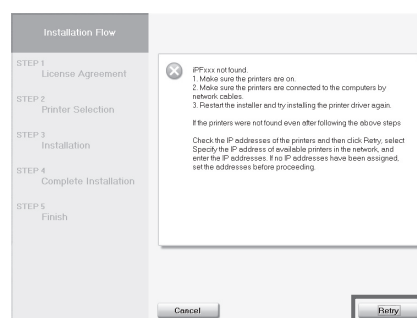 Installation Flow
STEP 1
License Agreement
STEP 2
Printer Selection
STEP 3
Installation
STEP 4
Complete Installation
STEP 5
Finish
iPFxxx not found.
1. Make sure the printers are on.
2. Make sure the printers are connected to the computers by
network cables.
3. Restart the installer and try installing the printer driver again.
If the printers were not found even after following the above steps
Check the IP addresses of the printers and then click Retry, select
Specify the IP address of available printers in the network, and
enter the IP addresses. If no IP addresses have been assigned,
set the addresses before proceeding.
Cancel
Retry